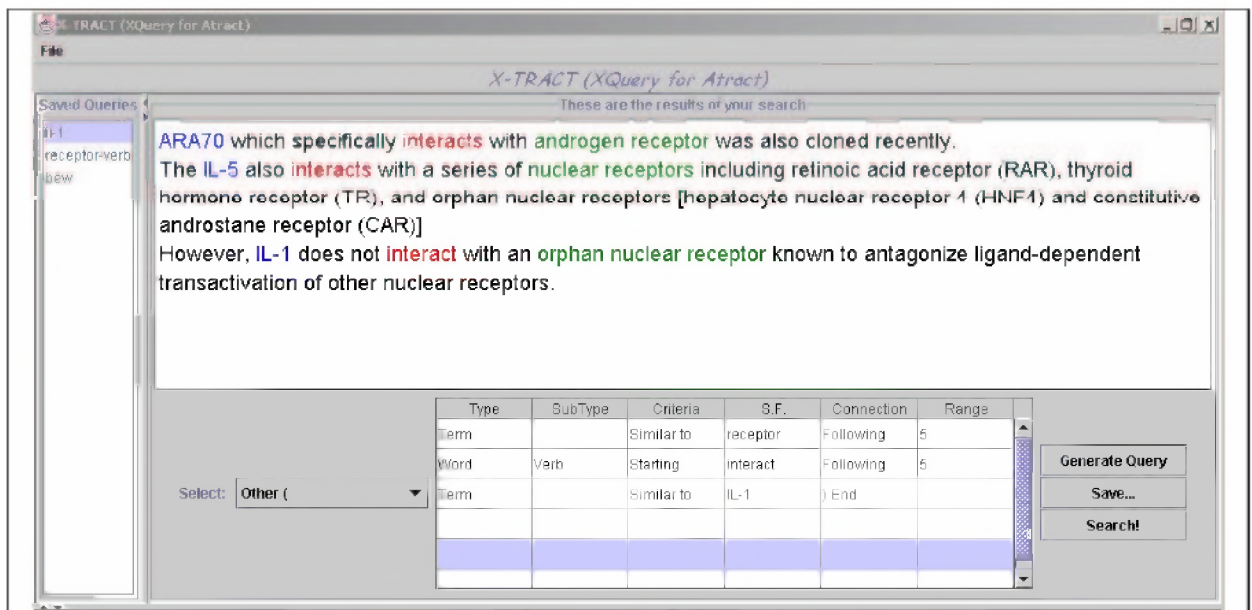 X-TRACT (XQuery for Atract)
File
X-TRACT (XQuery for Atract)
Saved Queries
These are the results of your search
IL-1
receptor-verb
ARA70 which specifically interacts with androgen receptor was also cloned recently.
The IL-5 also interacts with a series of nuclear receptors including retinoic acid receptor (RAR), thyroid
hormone receptor (TR), and orphan nuclear receptors [hepatocyte nuclear receptor 4 (HNF4) and constitutive
androstane receptor (CAR)]
However, IL-1 does not interact with an orphan nuclear receptor known to antagonize ligand-dependent
transactivation of other nuclear receptors.
Type SubType Criteria S.F. Connection Range
Term Similar to receptor Following 5
Word Verb Starting interact Following 5
Term Similar to IL-1 ) End
Select: Other (
Generate Query
Save...
Search!